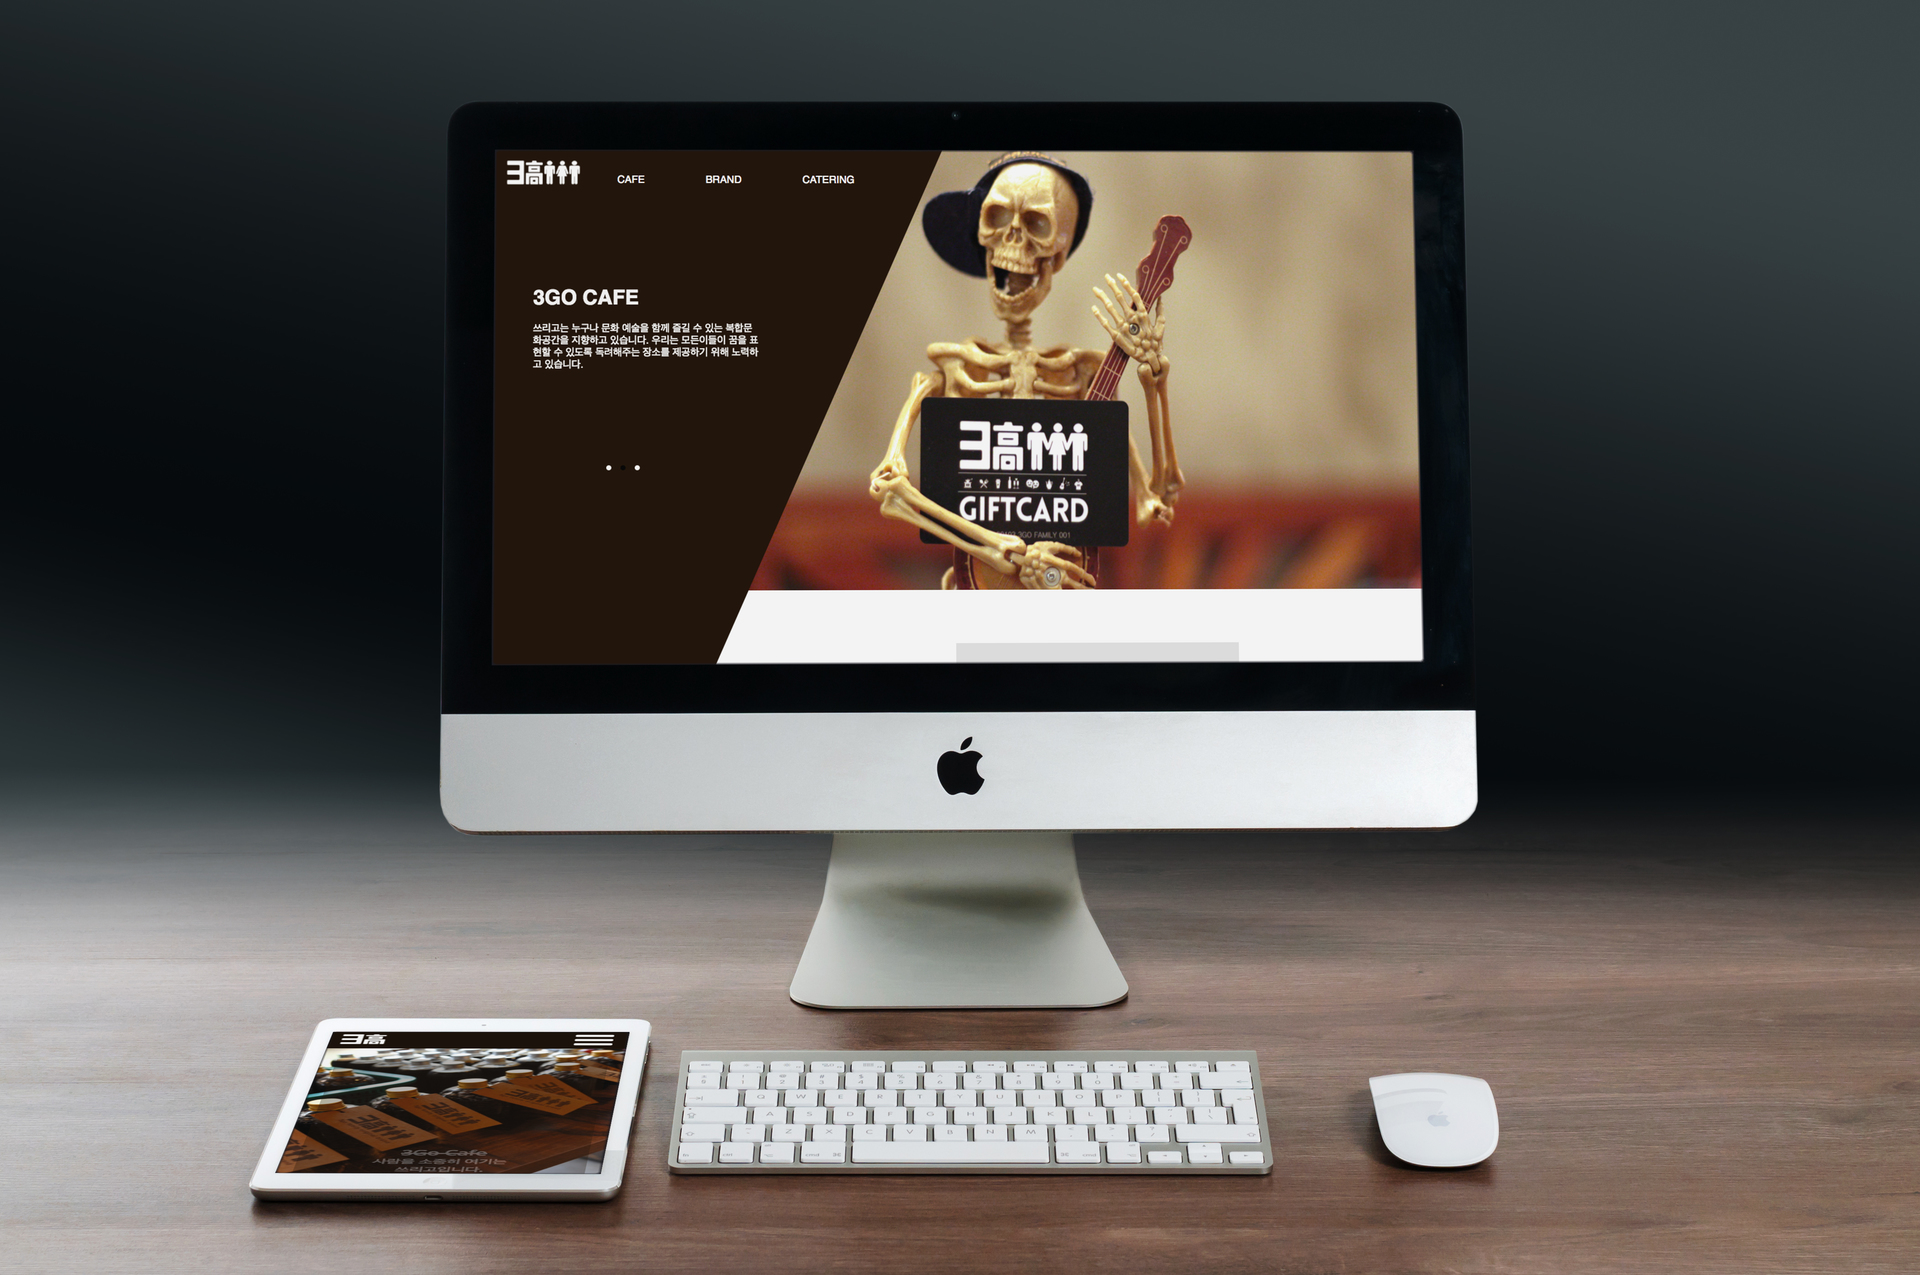 3高
CAFE BRAND CATERING
3GO CAFE
쓰리고는 누구나 문화 예술을 함께 즐길 수 있는 복합문
화공간을 지향하고 있습니다. 우리는 모든이들이 꿈을 표
현할 수 있도록 독려해주는 장소를 제공하기 위해 노력하
고 있습니다.
3高
GIFTCARD
3GO FAMILY 001
3高
3Go Cafe
사람을 소중히 여기는
쓰리고입니다.
Q W E R T Y U I O P
A S D F G H J K L
Z X C V B N M